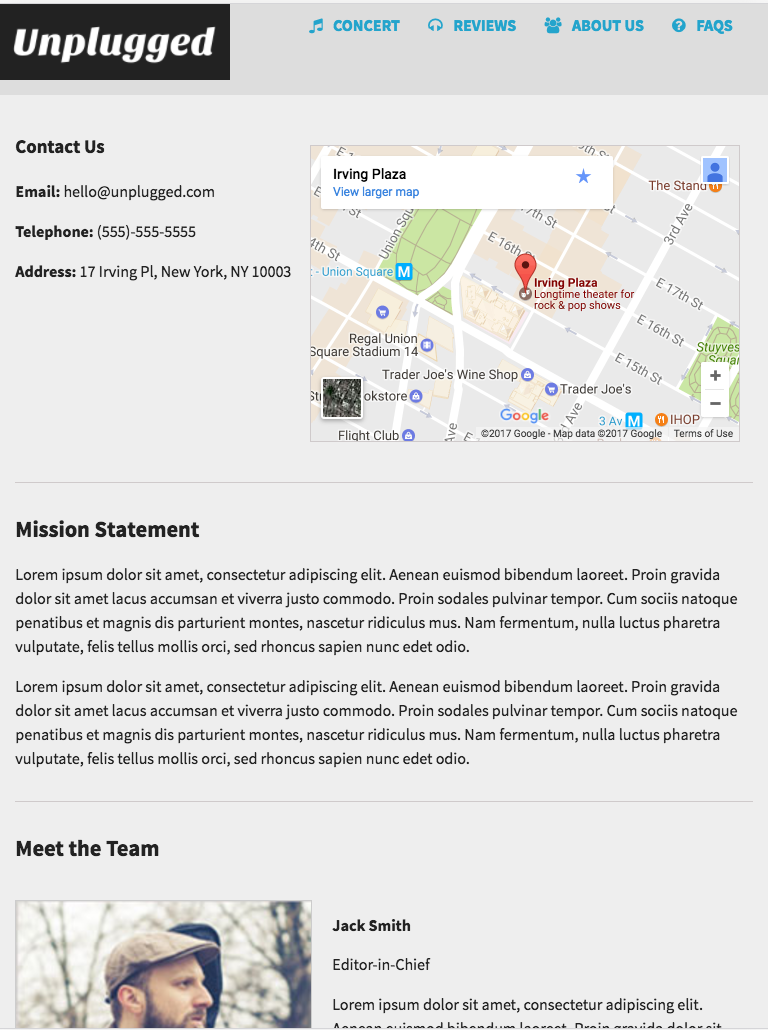 Unplugged
CONCERT
REVIEWS
ABOUT US
FAQS
Contact Us
Email: hello@unplugged.com
Telephone: (555)-555-5555
Address: 17 Irving Pl, New York, NY 10003
Irving Plaza
View larger map
The Stand
3rd Ave
Union Squ
17th St
E 16th St
4th St
- Union Square M
Irving Plaza
Longtime theater for
rock & pop shows
E 17th St
E 16th St
Regal Union
Square Stadium 14
E 15th St
Trader Joe's Wine Shop
Trader Joe's
okstore
Google
3 Av M
IHOP
Flight Club
©2017 Google - Map data ©2017 Google
Terms of Use
Mission Statement
Lorem ipsum dolor sit amet, consectetur adipiscing elit. Aenean euismod bibendum laoreet. Proin gravida
dolor sit amet lacus accumsan et viverra justo commodo. Proin sodales pulvinar tempor. Cum sociis natoque
penatibus et magnis dis parturient montes, nascetur ridiculus mus. Nam fermentum, nulla luctus pharetra
vulputate, felis tellus mollis orci, sed rhoncus sapien nunc edet odio.
Lorem ipsum dolor sit amet, consectetur adipiscing elit. Aenean euismod bibendum laoreet. Proin gravida
dolor sit amet lacus accumsan et viverra justo commodo. Proin sodales pulvinar tempor. Cum sociis natoque
penatibus et magnis dis parturient montes, nascetur ridiculus mus. Nam fermentum, nulla luctus pharetra
vulputate, felis tellus mollis orci, sed rhoncus sapien nunc edet odio.
Meet the Team
Jack Smith
Editor-in-Chief
Lorem ipsum dolor sit amet, consectetur adipiscing elit.